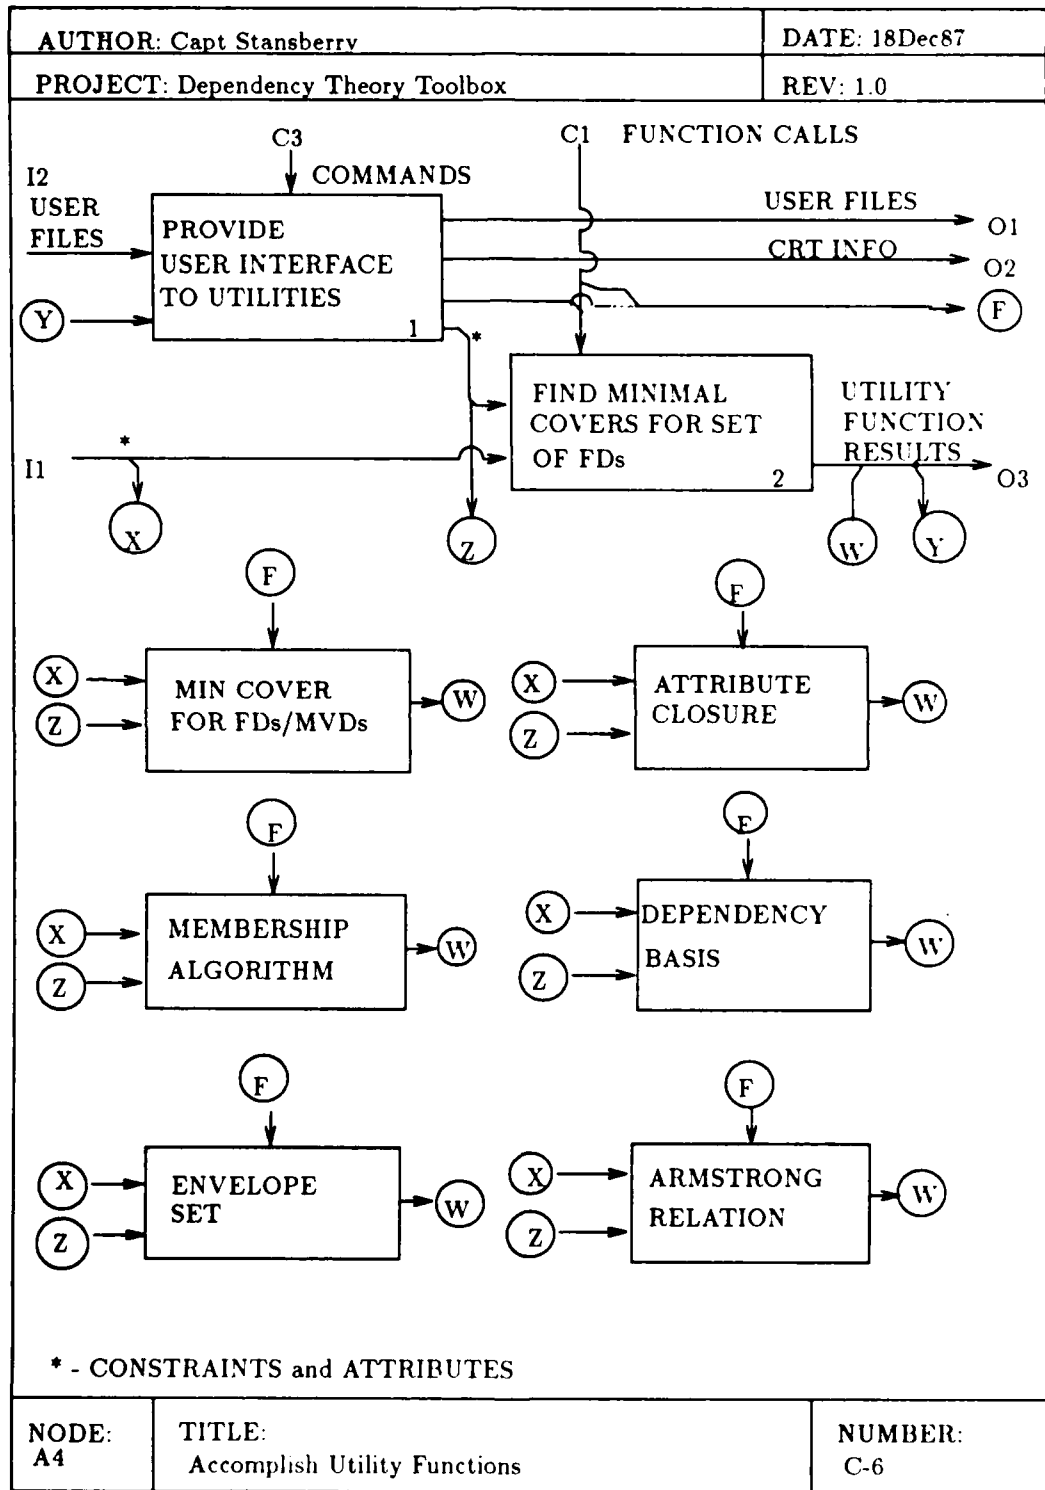 AUTHOR: Capt Stansberry
DATE: 18Dec87
PROJECT: Dependency Theory Toolbox
REV: 1.0
C3
C1 FUNCTION CALLS
COMMANDS
I2
USER
FILES
PROVIDE
USER INTERFACE
TO UTILITIES
1
USER FILES
O1
CRT INFO
O2
Y
F
*
FIND MINIMAL
COVERS FOR SET
OF FDs
2
UTILITY
FUNCTION
RESULTS
*
I1
O3
X
Z
W
Y
F
F
X
Z
MIN COVER
FOR FDs/MVDs
W
X
Z
ATTRIBUTE
CLOSURE
W
F
F
X
Z
MEMBERSHIP
ALGORITHM
W
X
Z
DEPENDENCY
BASIS
W
F
F
X
Z
ENVELOPE
SET
W
X
Z
ARMSTRONG
RELATION
W
* - CONSTRAINTS and ATTRIBUTES
NODE:
A4
TITLE:
Accomplish Utility Functions
NUMBER:
C-6